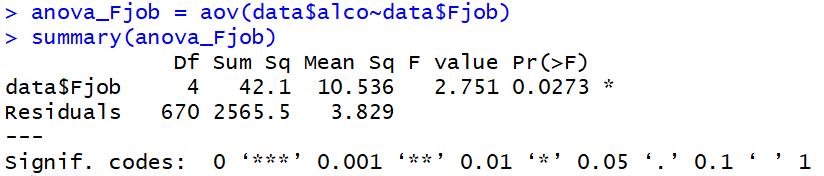 > anova_Fjob = aov(data$alco~data$Fjob)
> summary(anova_Fjob)
             Df Sum Sq Mean Sq F value Pr(>F)
data$Fjob     4   42.1  10.536   2.751 0.0273 *
Residuals   670 2565.5   3.829
---
Signif. codes:  0 ‘***’ 0.001 ‘**’ 0.01 ‘*’ 0.05 ‘.’ 0.1 ‘ ’ 1